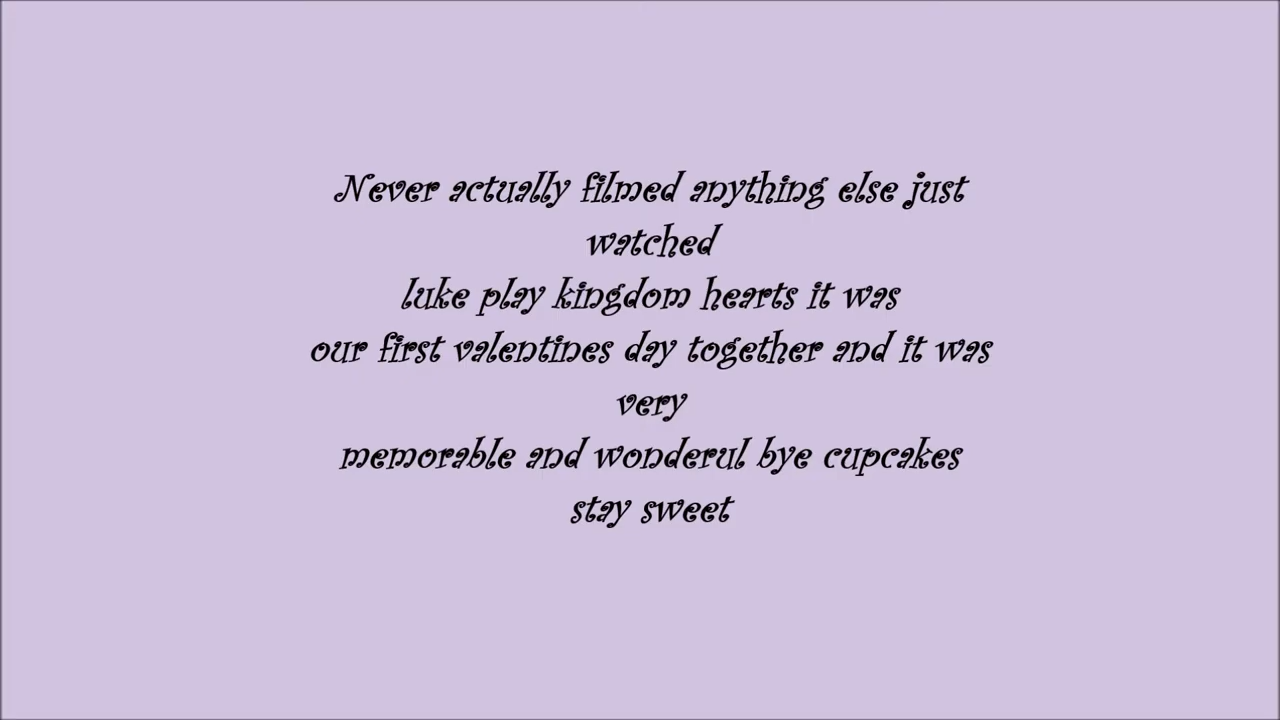 Never actually filmed anything else just
watched
luke play kingdom hearts it was
our first valentines day together and it was
very
memorable and wonderul bye cupcakes
stay sweet